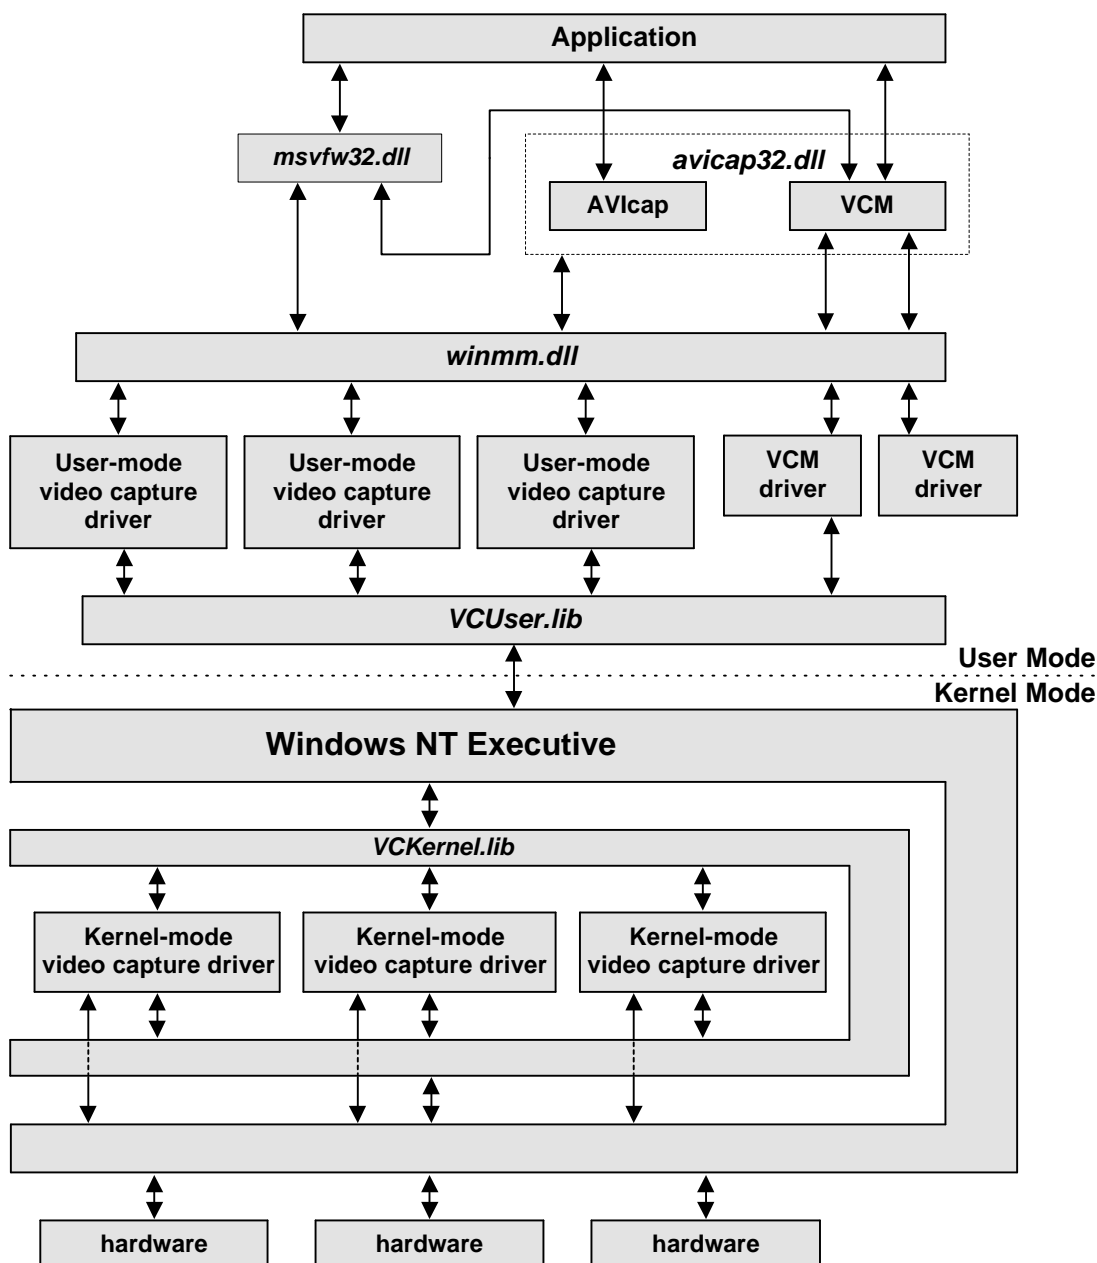 Application
msvfw32.dll
avicap32.dll
AVIcap
VCM
winmm.dll
User-mode
video capture
driver
User-mode
video capture
driver
User-mode
video capture
driver
VCM
driver
VCM
driver
VCUser.lib
User Mode
Kernel Mode
Windows NT Executive
VCKernel.lib
Kernel-mode
video capture driver
Kernel-mode
video capture driver
Kernel-mode
video capture driver
hardware
hardware
hardware